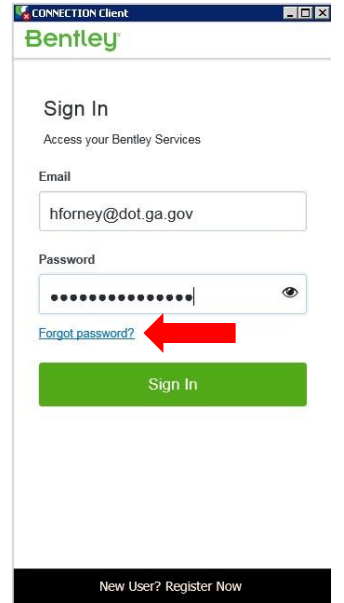 CONNECTION Client
Bentley
Sign In
Access your Bentley Services
Email
hforney@dot.ga.gov
Password
●●●●●●●●●●●●●●●
Forgot password?
Sign In
New User? Register Now